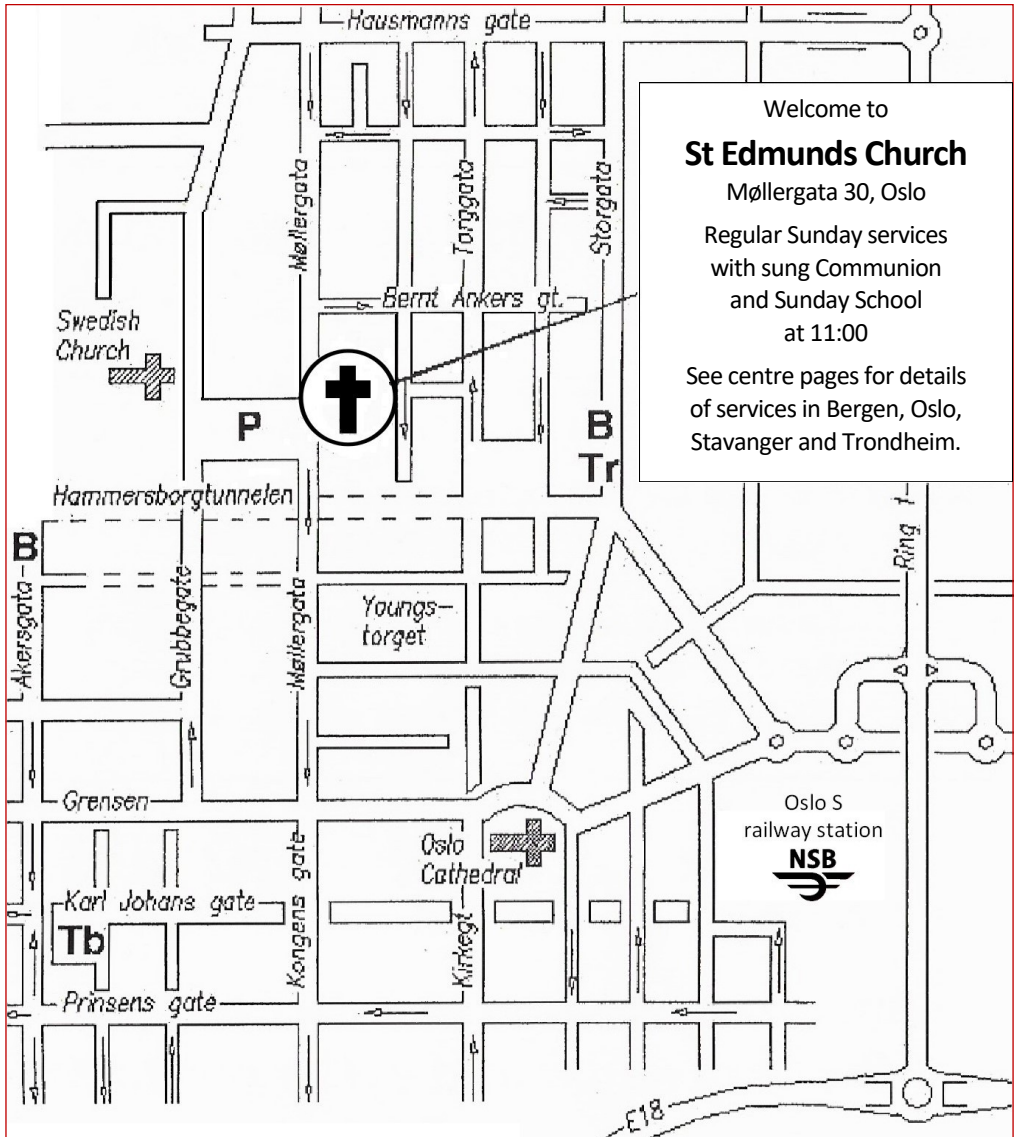 Hausmanns gate
Welcome to
St Edmunds Church
Møllergata 30, Oslo
Regular Sunday services
with sung Communion
and Sunday School
at 11:00
See centre pages for details
of services in Bergen, Oslo,
Stavanger and Trondheim.
Møllergata
Torggata
Storgata
Bernt Ankers gt.
Swedish
Church
P
B
Tr
Hammersborgtunnelen
B
Akersgata
Grubbegate
Møllergata
Youngs-
torget
Ring 1
Grensen
Oslo
Cathedral
Oslo S
railway station
NSB
Karl Johans gate
Tb
Kongens gate
Kirkegt
Prinsens gate
E18